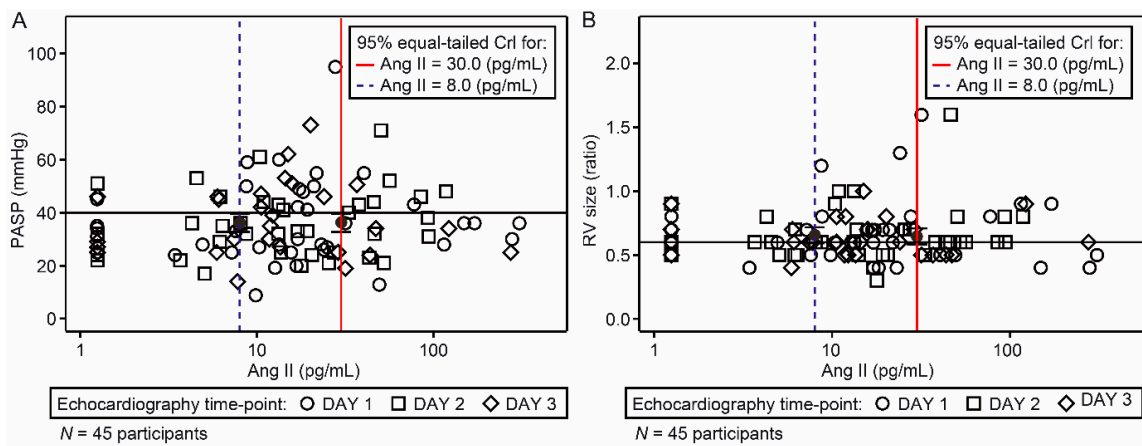 A
95% equal-tailed CrI for:
Ang II = 30.0 (pg/mL)
Ang II = 8.0 (pg/mL)
PASP (mmHg)
100
80
60
40
20
0
1 10 100
Ang II (pg/mL)
Echocardiography time-point: DAY 1 DAY 2 DAY 3
N = 45 participants
B
95% equal-tailed CrI for:
Ang II = 30.0 (pg/mL)
Ang II = 8.0 (pg/mL)
RV size (ratio)
2.0
1.5
1.0
0.5
0.0
1 10 100
Ang II (pg/mL)
Echocardiography time-point: DAY 1 DAY 2 DAY 3
N = 45 participants